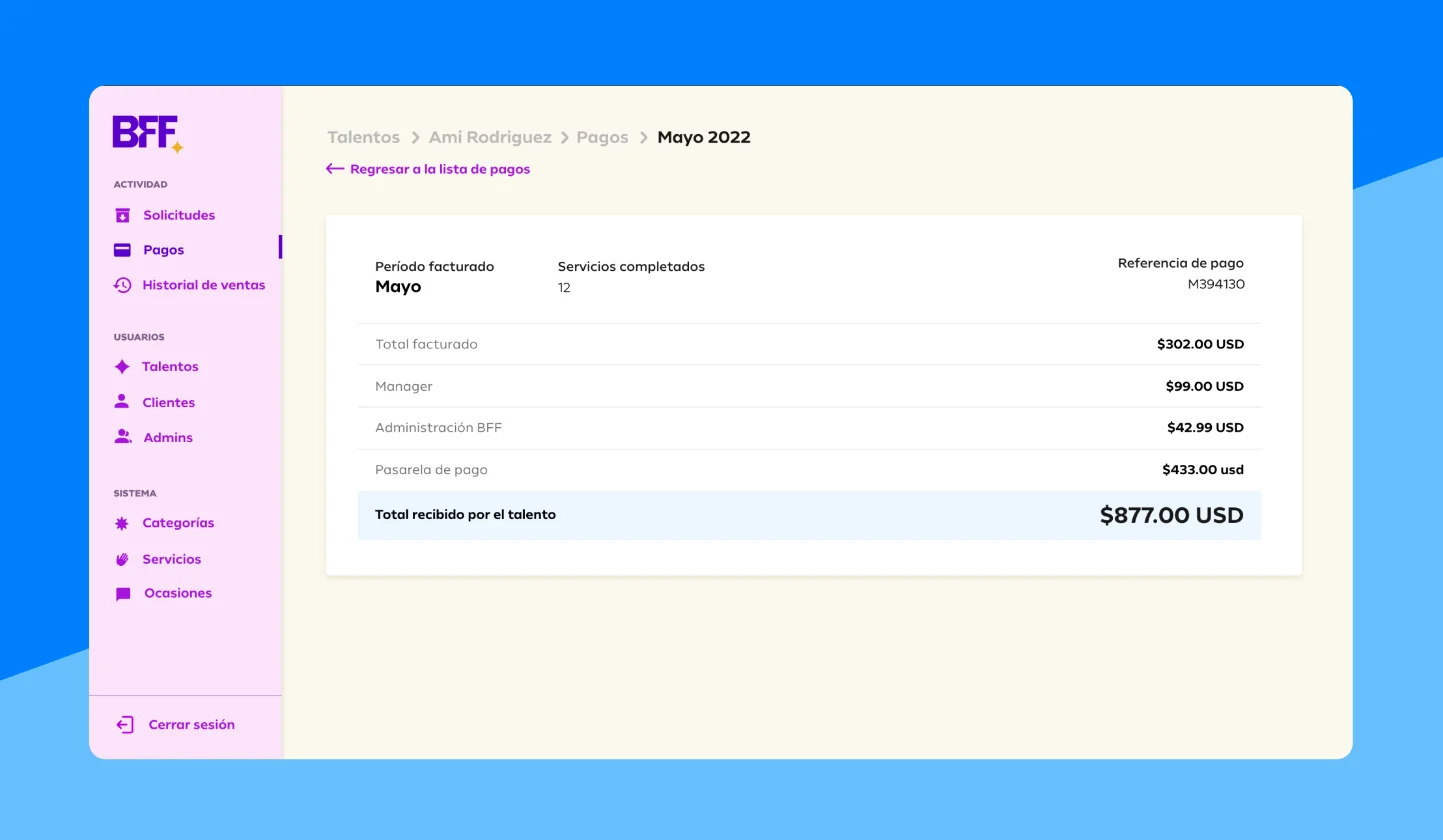 BFF
ACTIVIDAD
Solicitudes
Pagos
Historial de ventas
USUARIOS
Talentos
Clientes
Admins
SISTEMA
Categorías
Servicios
Ocasiones
Cerrar sesión
Talentos > Ami Rodriguez > Pagos > Mayo 2022
← Regresar a la lista de pagos
Período facturado
Mayo
Servicios completados
12
Referencia de pago
M394130
Total facturado $302.00 USD
Manager $99.00 USD
Administración BFF $42.99 USD
Pasarela de pago $433.00 usd
Total recibido por el talento $877.00 USD